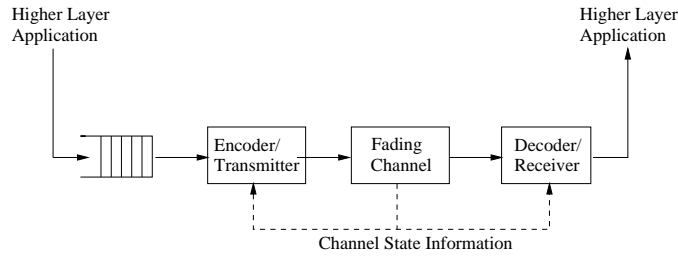 Higher Layer
Application
Higher Layer
Application
Encoder/
Transmitter
Fading
Channel
Decoder/
Receiver
Channel State Information